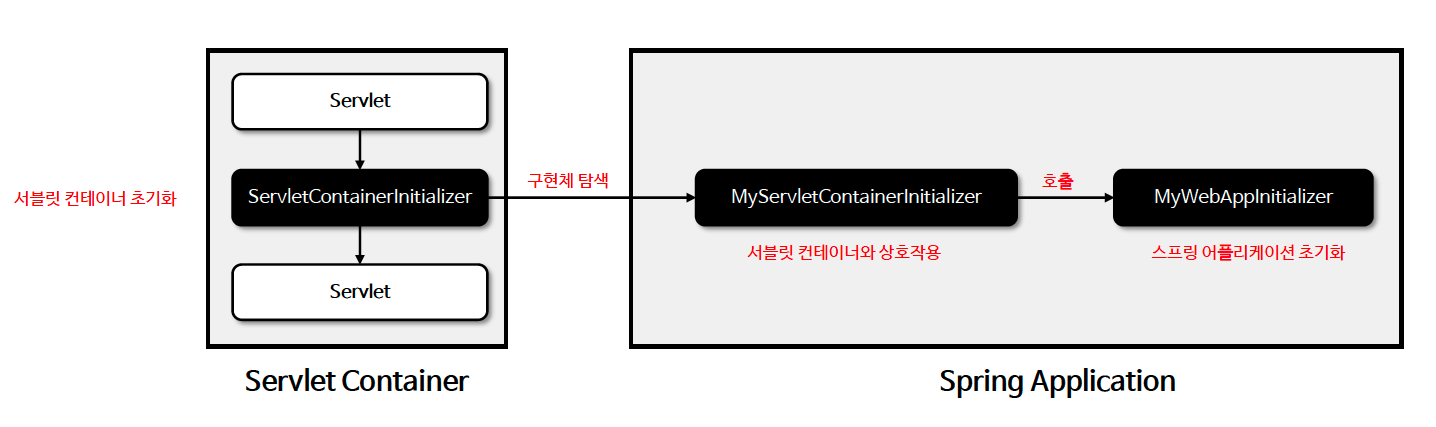 Servlet
서블릿 컨테이너 초기화
ServletContainerInitializer
구현체 탐색
MyServletContainerInitializer
호출
MyWebAppInitializer
서블릿 컨테이너와 상호작용
스프링 어플리케이션 초기화
Servlet
Servlet Container
Spring Application